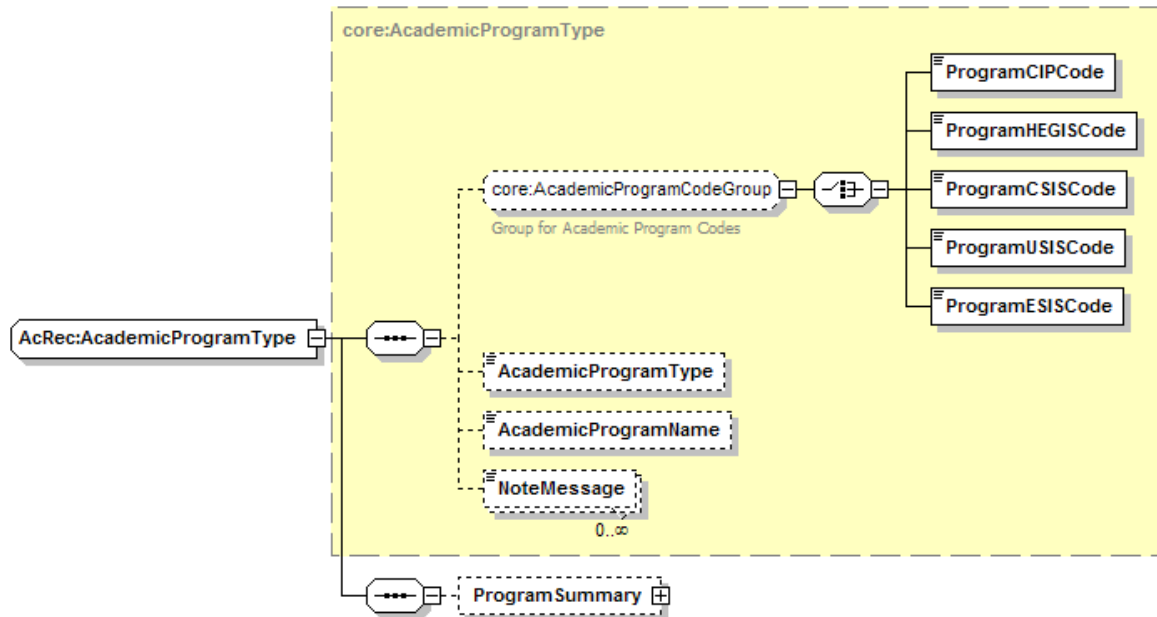 core:AcademicProgramType
ProgramCIPCode
ProgramHEGISCode
core:AcademicProgramCodeGroup
ProgramCSISCode
Group for Academic Program Codes
ProgramUSISCode
ProgramESISCode
AcRec:AcademicProgramType
AcademicProgramType
AcademicProgramName
NoteMessage
0..∞
ProgramSummary